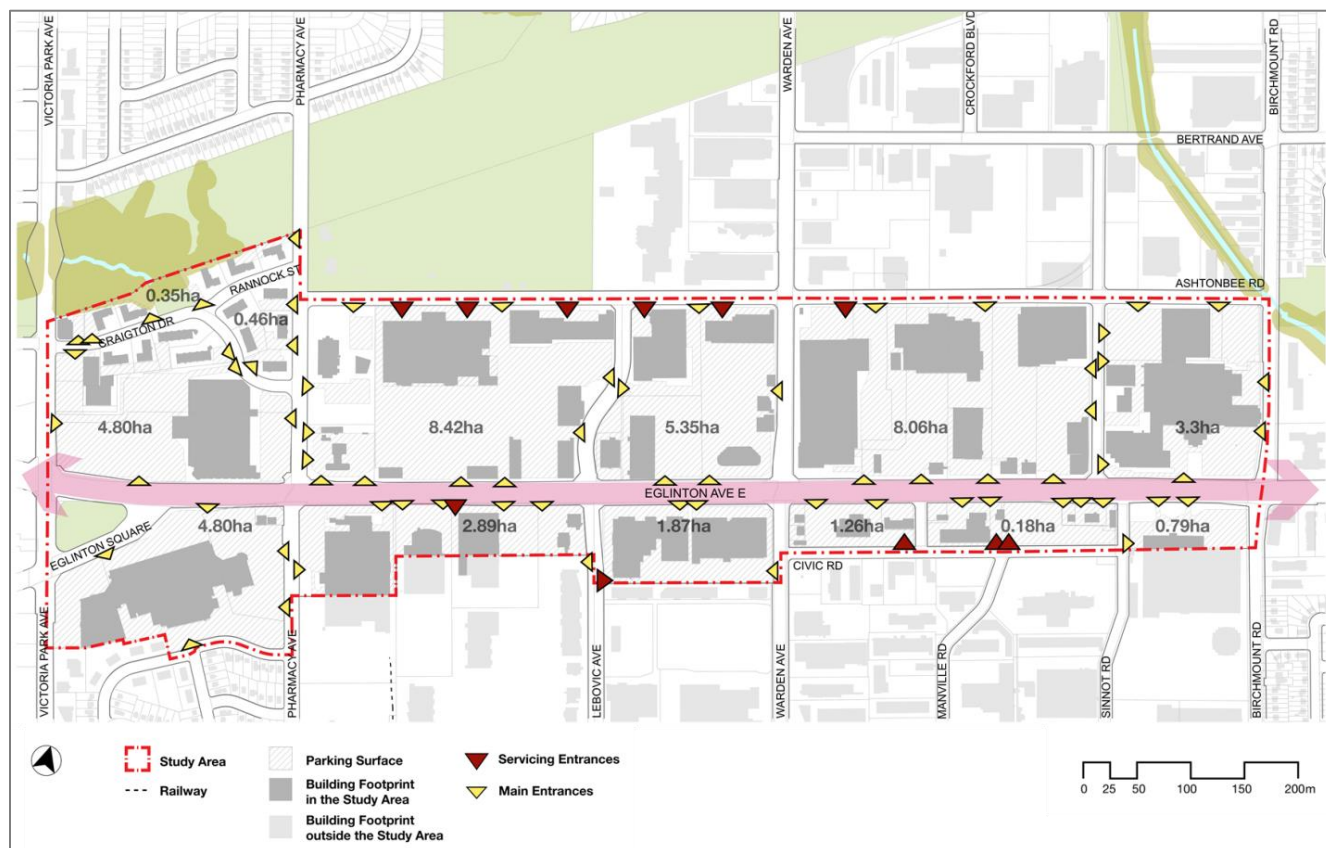 VICTORIA PARK AVE
PHARMACY AVE
WARDEN AVE
CROCKFORD BLVD
BIRCHMOUNT RD
BERTRAND AVE
ASHTONBEE RD
RANNOCK ST
0.35ha
0.46ha
CRAIGTON DR
4.80ha
8.42ha
5.35ha
8.06ha
3.3ha
EGLINTON AVE E
EGLINTON SQUARE
4.80ha
2.89ha
1.87ha
1.26ha
0.18ha
0.79ha
CIVIC RD
VICTORIA PARK AVE
PHARMACY AVE
LEBOVIC AVE
WARDEN AVE
MANVILLE RD
SINNOT RD
BIRCHMOUNT RD
Study Area
Railway
Parking Surface
Building Footprint
in the Study Area
Building Footprint
outside the Study Area
Servicing Entrances
Main Entrances
0 25 50 100 150 200m